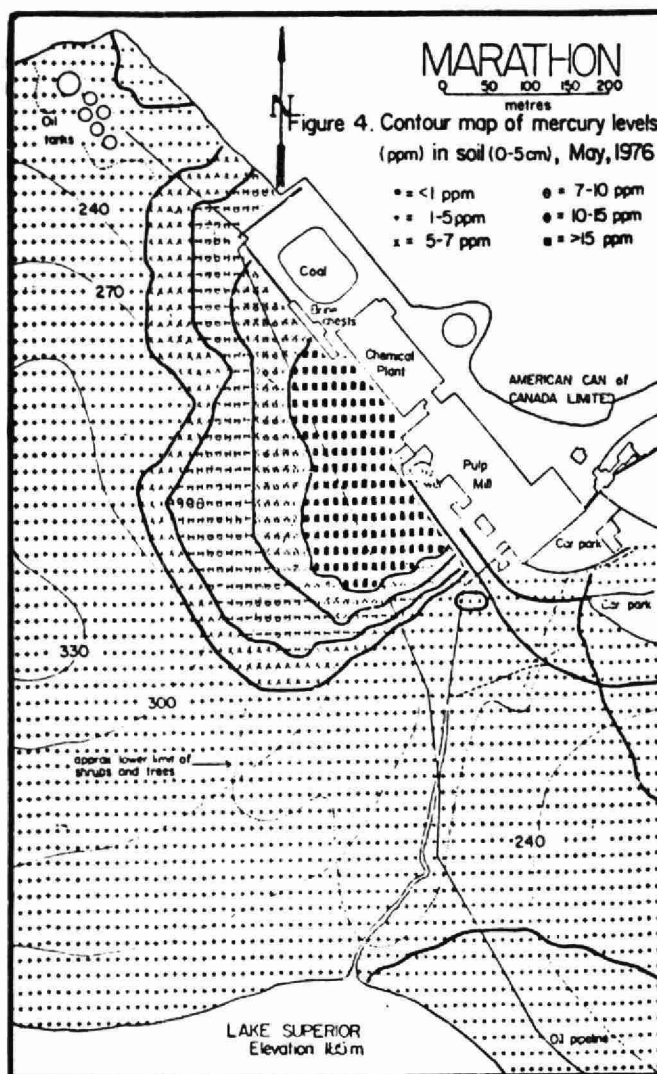 MARATHON
0 50 100 150 200
metres
N
Figure 4. Contour map of mercury levels
(ppm) in soil (0-5cm), May, 1976
= <1 ppm
= 1-5 ppm
x = 5-7 ppm
= 7-10 ppm
= 10-15 ppm
= >15 ppm
Oil
tanks
240
270
Coal
Brine
chests
Chemical
Plant
AMERICAN CAN of
CANADA LIMITED
Pulp
Mill
Car park
Car park
330
300
approx lower limit of
shrubs and trees
240
LAKE SUPERIOR
Elevation
Oil pipeline